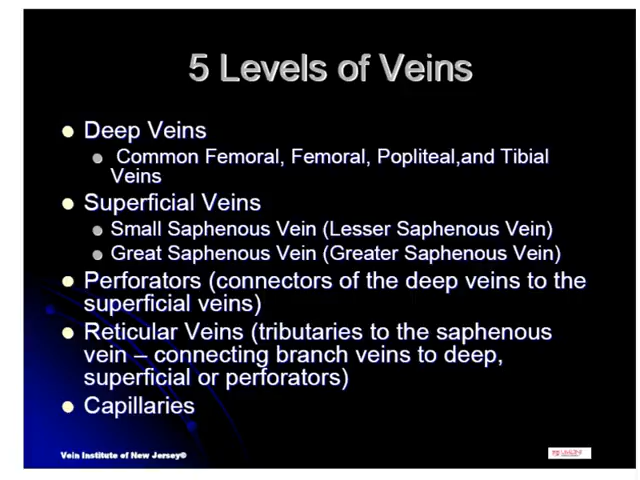 5 Levels of Veins
Deep Veins
Common Femoral, Femoral, Popliteal,and Tibial
Veins
Superficial Veins
Small Saphenous Vein (Lesser Saphenous Vein)
Great Saphenous Vein (Greater Saphenous Vein)
Perforators (connectors of the deep veins to the
superficial veins)
Reticular Veins (tributaries to the saphenous
vein – connecting branch veins to deep,
superficial or perforators)
Capillaries
Vein Institute of New Jersey©